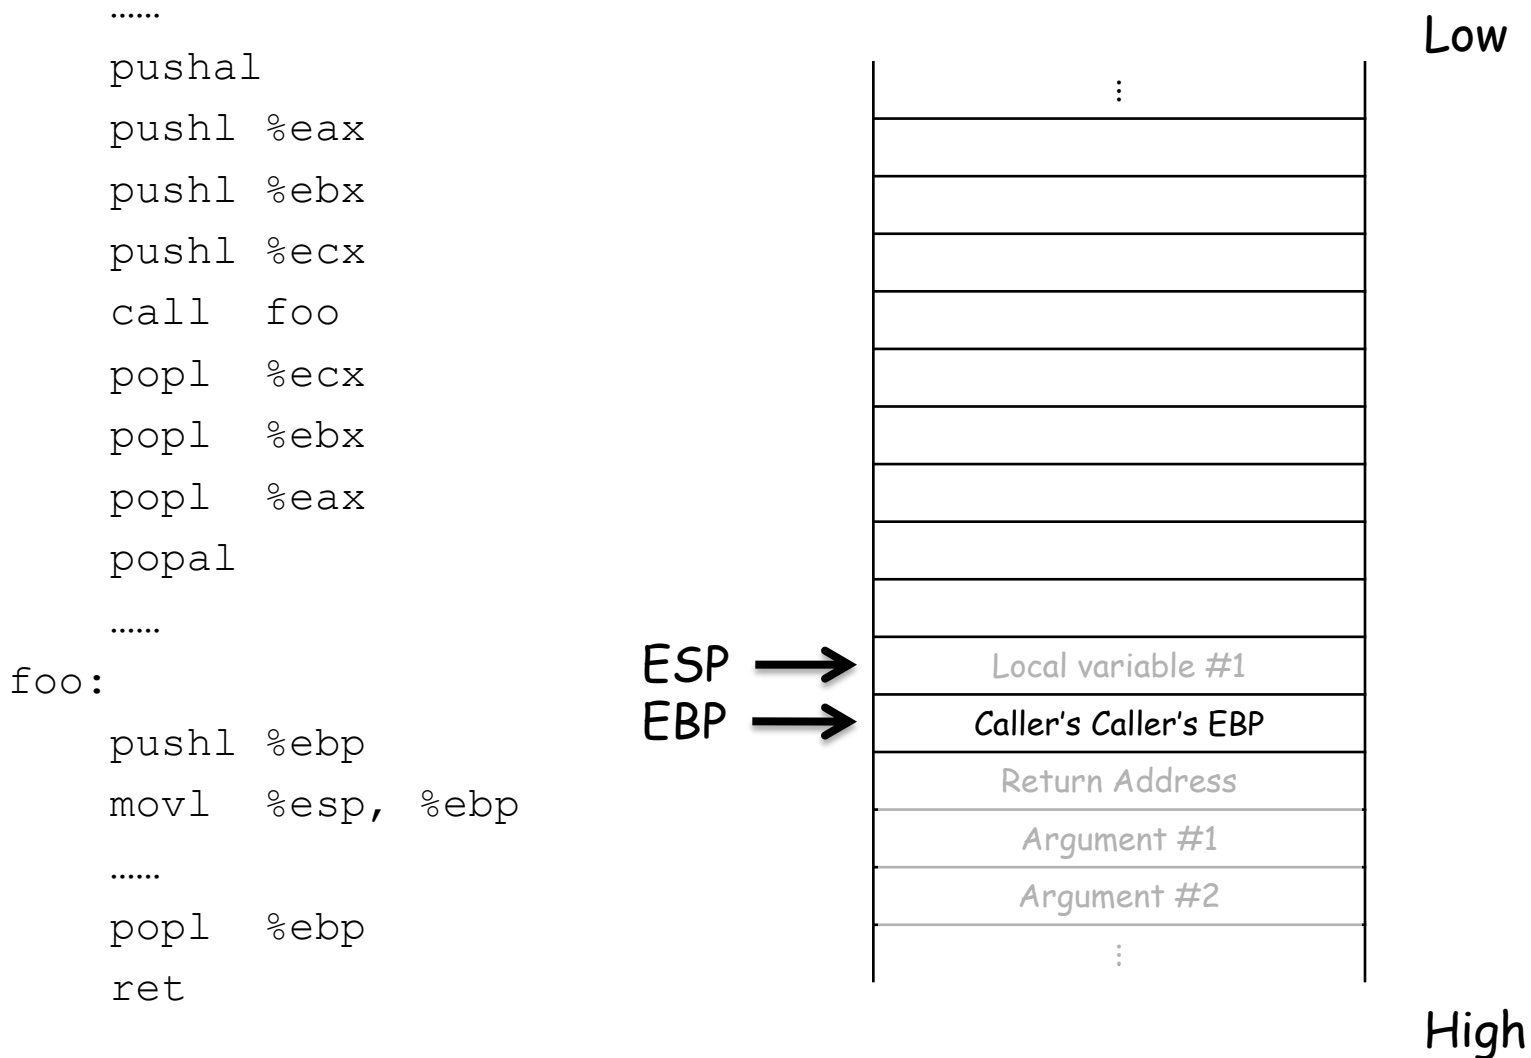 ……
pushal
pushl %eax
pushl %ebx
pushl %ecx
call foo
popl %ecx
popl %ebx
popl %eax
popal
……
foo:
pushl %ebp
movl %esp, %ebp
……
popl %ebp
ret
Low
⋮
ESP
Local variable #1
EBP
Caller’s Caller’s EBP
Return Address
Argument #1
Argument #2
⋮
High